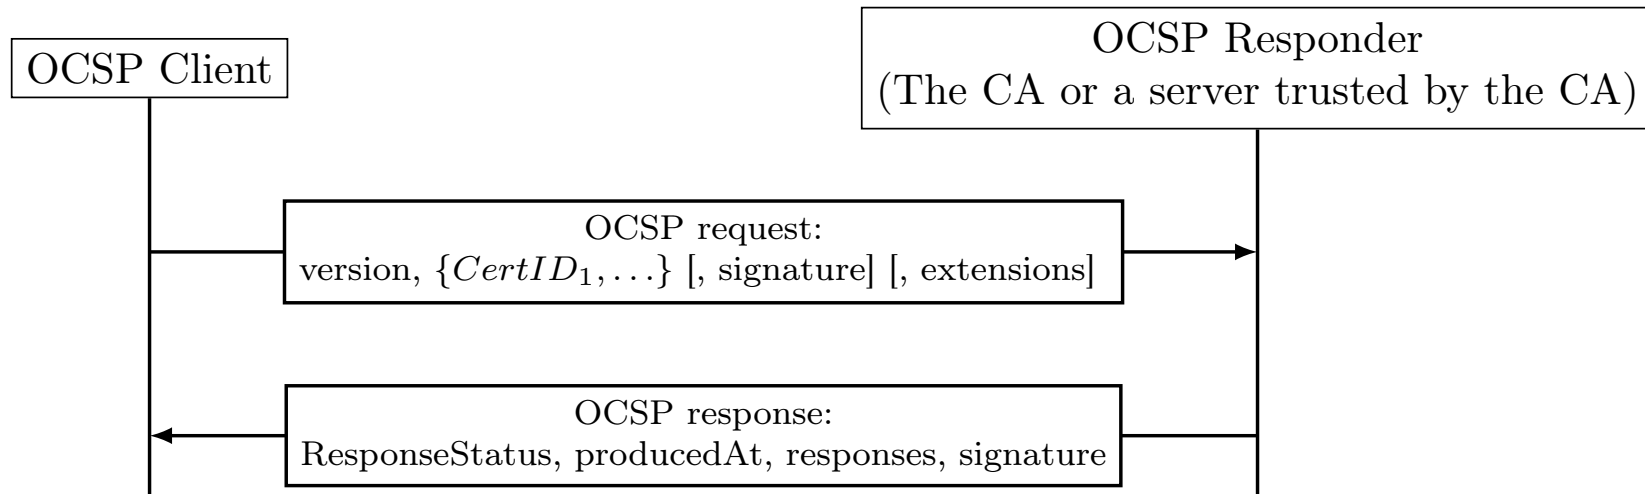 OCSP Client
OCSP Responder
(The CA or a server trusted by the CA)
OCSP request:
version, {CertID₁, . . .} [, signature] [, extensions]
OCSP response:
ResponseStatus, producedAt, responses, signature